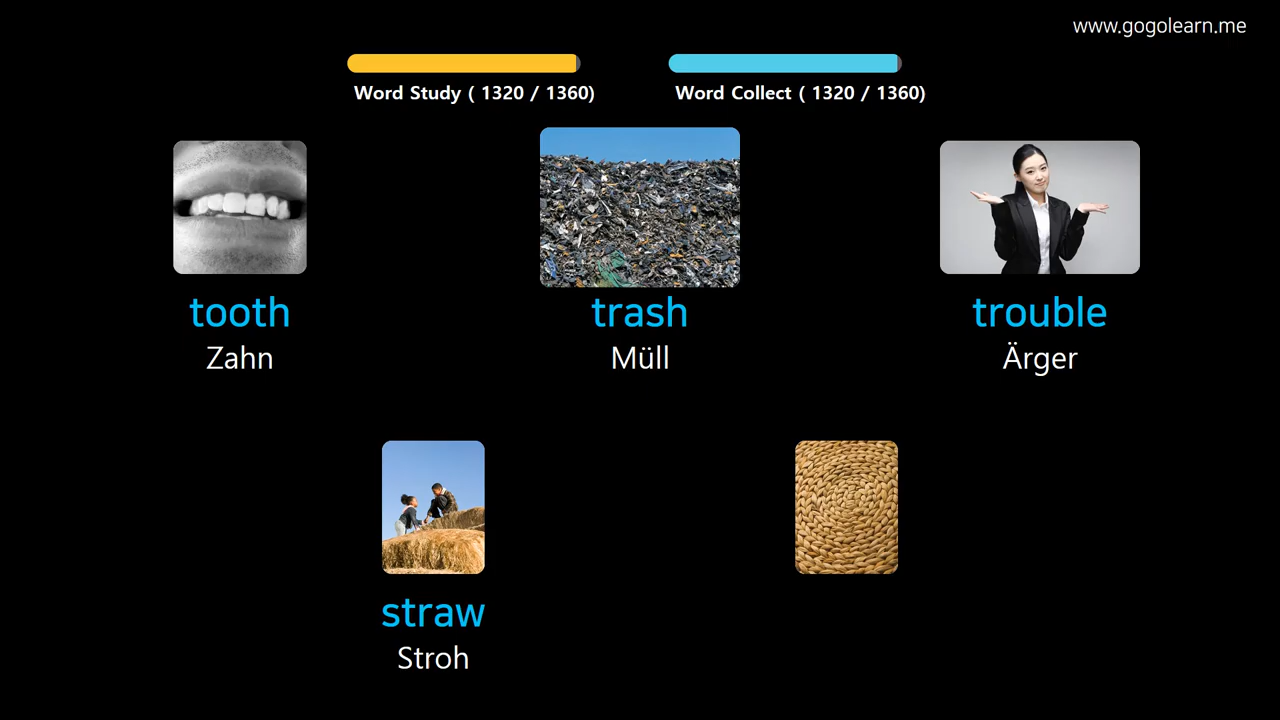 www.gogolearn.me
Word Study ( 1320 / 1360)
Word Collect ( 1320 / 1360)
tooth
Zahn
trash
Müll
trouble
Ärger
straw
Stroh